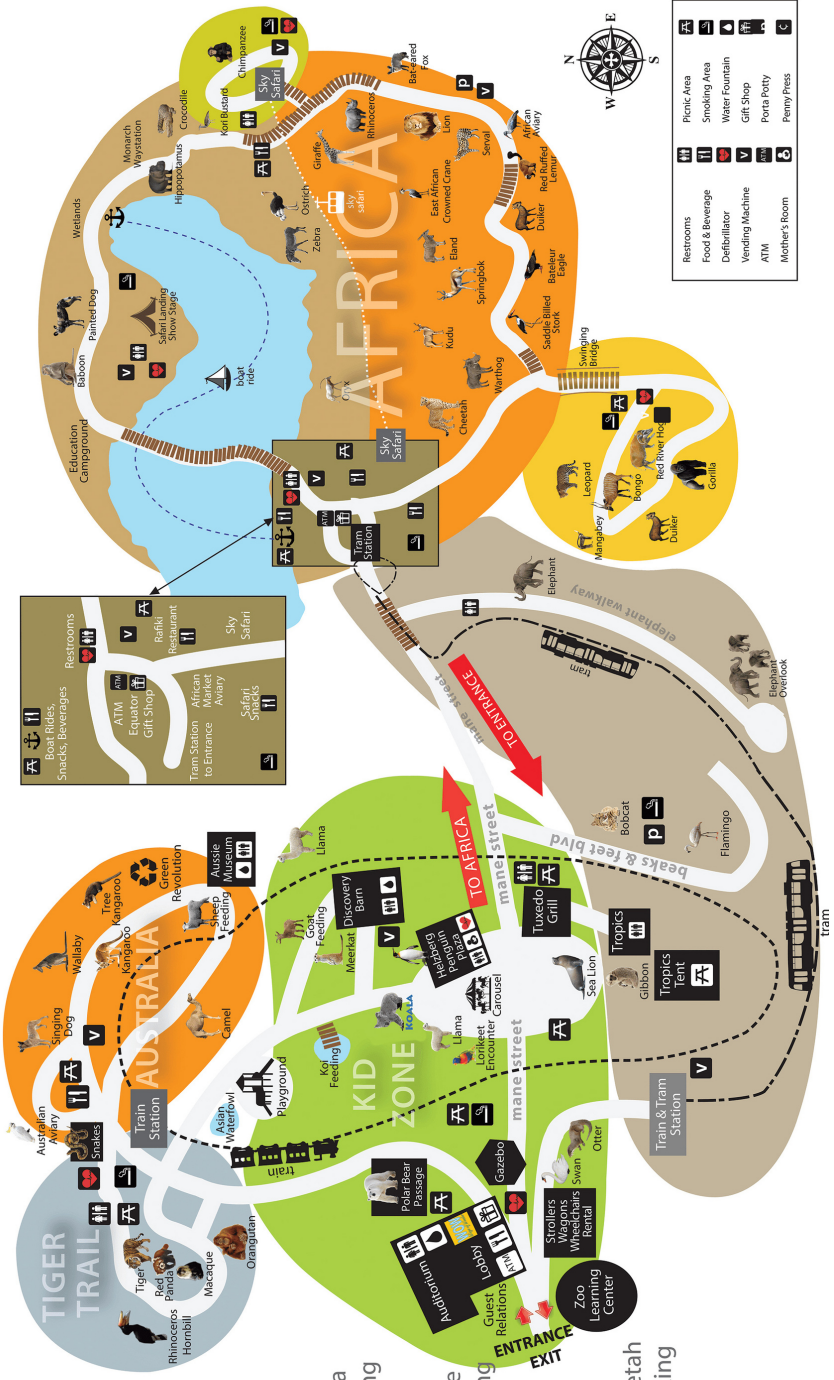 TIGER
TRAIL
Rhinoceros
Hornbill
Tiger
Red
Panda
Macaque
Orangutan
Snakes
Australian
Aviary
Singing
Dog
Wallaby
Kangaroo
Tree
Kangaroo
Green
Revolution
Sheep
Feeding
Aussie
Museum
Camel
AUSTRALIA
Train
Station
Asian
Waterfowl
Playground
train
Koi
Feeding
KID
ZONE
KOALA
Goat
Feeding
Meerkat
Discovery
Barn
Llama
Helzberg
Penguin
Plaza
Carousel
Llama
Lorikeet
Encounter
Sea Lion
Tuxedo
Grill
Tropics
Gibbon
Tropics
Tent
mane street
mane street
mane street
TO AFRICA
TO ENTRANCE
beaks & feet blvd
Bobcat
P
Flamingo
Polar Bear
Passage
Gazebo
Auditorium
Lobby
ATM
Guest
Relations
ENTRANCE
EXIT
Zoo
Learning
Center
Strollers
Wagons
Wheelchairs
Rental
Swan
Otter
Train & Tram
Station
tram
tram
Elephant
elephant walkway
Elephant
Overlook
Boat Rides,
Snacks, Beverages
Restrooms
ATM
ATM
Equator
Gift Shop
Rafiki
Restaurant
African
Market
Aviary
Tram Station
to Entrance
Safari
Snacks
Sky
Safari
ATM
Tram
Station
Sky
Safari
AFRICA
Education
Campground
Baboon
Painted Dog
Safari Landing
Show Stage
boat
ride
Wetlands
Monarch
Waystation
Hippopotamus
Crocodile
Kori Bustard
Chimpanzee
Sky
Safari
sky
safari
Oryx
Zebra
Ostrich
Giraffe
Rhinoceros
Bat-eared
Fox
P
Lion
Serval
African
Aviary
Red Ruffed
Lemur
East African
Crowned Crane
Duiker
Eland
Springbok
Bateleur
Eagle
Kudu
Saddle Billed
Stork
Warthog
Cheetah
Swinging
Bridge
Leopard
Mangabey
Bongo
Red River Hog
Duiker
Gorilla
N
E
S
W
Restrooms
Food & Beverage
Defibrillator
V Vending Machine
ATM ATM
Mother's Room
Picnic Area
Smoking Area
Water Fountain
Gift Shop
Porta Potty
Penny Press
a
ng
e
ng
etah
ing